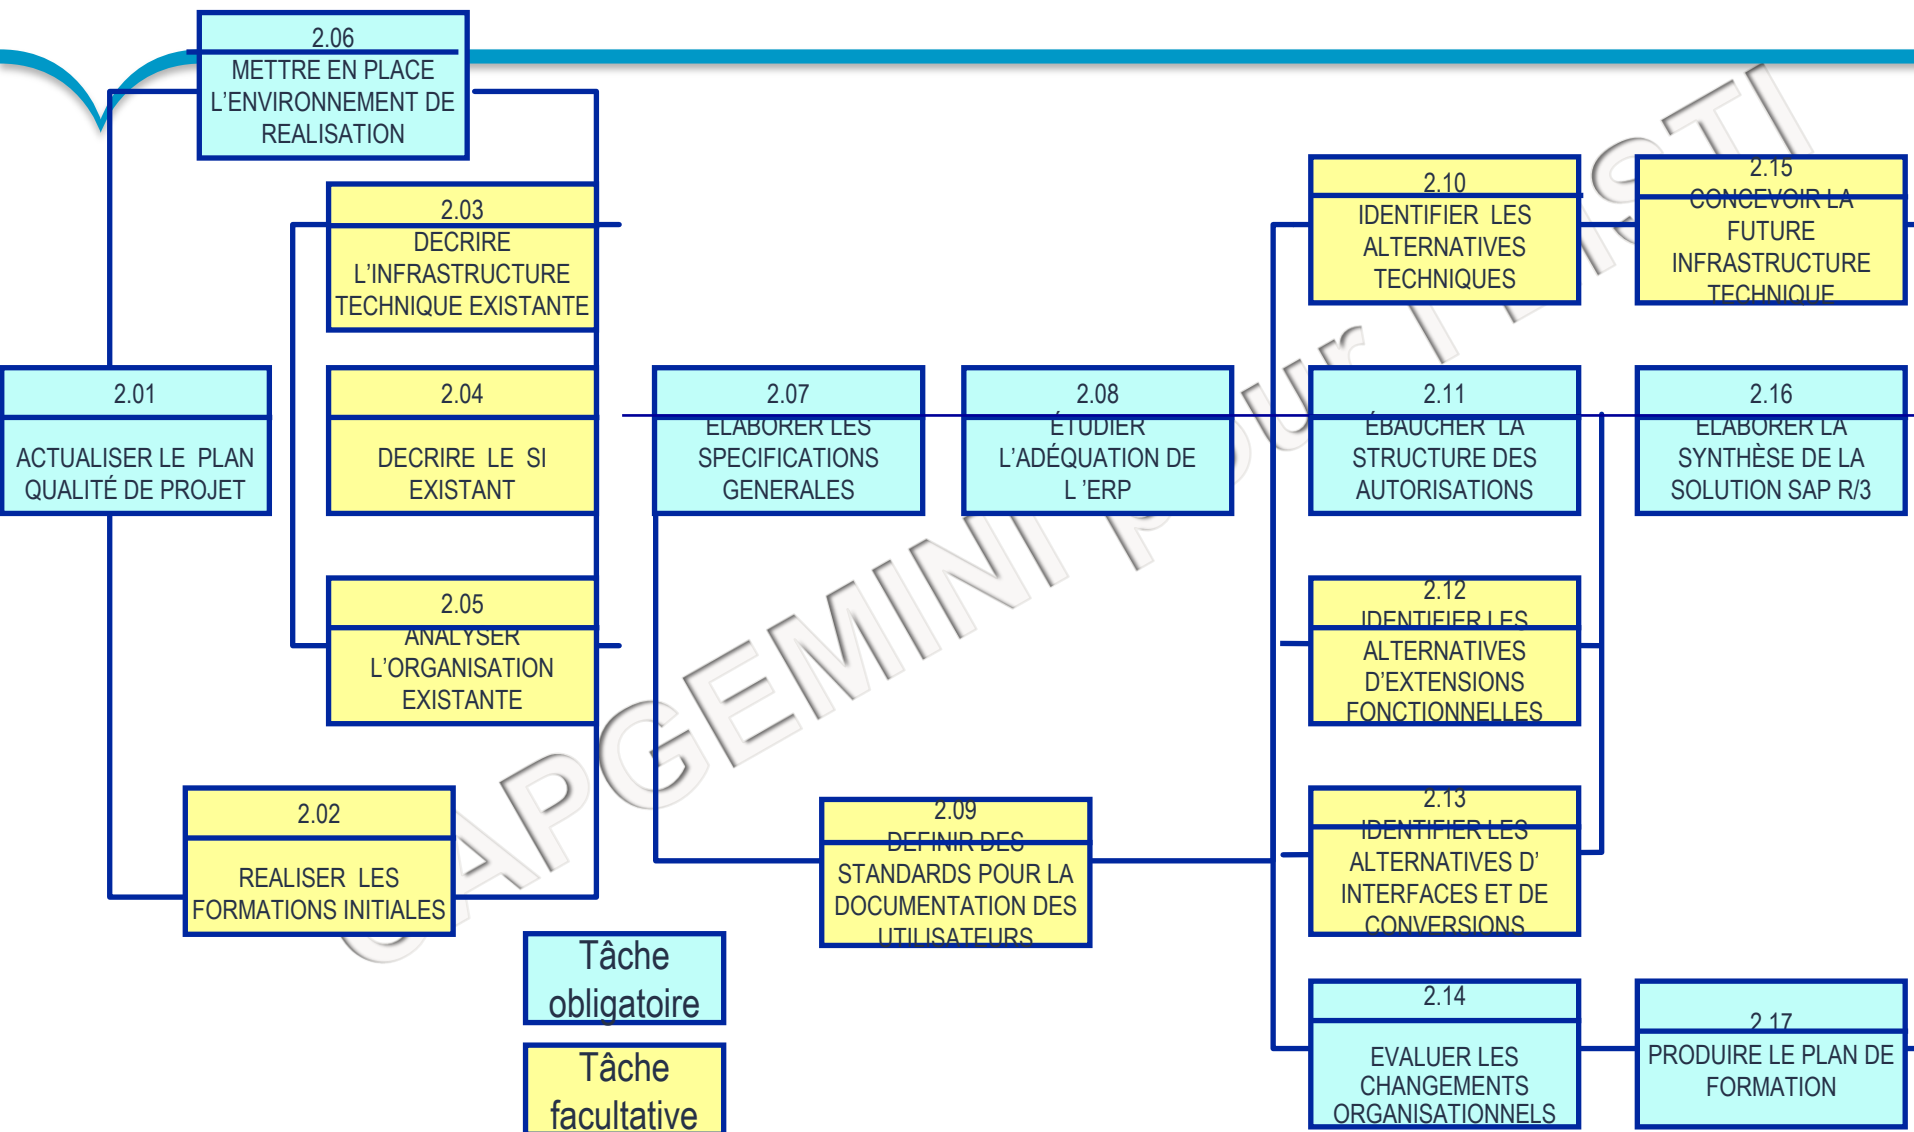 2.06
METTRE EN PLACE
L'ENVIRONNEMENT DE
REALISATION
2.03
DECRIRE
L'INFRASTRUCTURE
TECHNIQUE EXISTANTE
2.10
IDENTIFIER LES
ALTERNATIVES
TECHNIQUES
2.15
CONCEVOIR LA
FUTURE
INFRASTRUCTURE
TECHNIQUE
2.01
ACTUALISER LE PLAN
QUALITÉ DE PROJET
2.04
DECRIRE LE SI
EXISTANT
2.07
ELABORER LES
SPECIFICATIONS
GENERALES
2.08
ÉTUDIER
L'ADÉQUATION DE
L 'ERP
2.11
ÉBAUCHER LA
STRUCTURE DES
AUTORISATIONS
2.16
ELABORER LA
SYNTHÈSE DE LA
SOLUTION SAP R/3
2.05
ANALYSER
L'ORGANISATION
EXISTANTE
2.12
IDENTIFIER LES
ALTERNATIVES
D'EXTENSIONS
FONCTIONNELLES
2.02
REALISER LES
FORMATIONS INITIALES
2.09
DEFINIR DES
STANDARDS POUR LA
DOCUMENTATION DES
UTILISATEURS
2.13
IDENTIFIER LES
ALTERNATIVES D'
INTERFACES ET DE
CONVERSIONS
2.14
EVALUER LES
CHANGEMENTS
ORGANISATIONNELS
2.17
PRODUIRE LE PLAN DE
FORMATION
Tâche
obligatoire
Tâche
facultative
CAPGEMINI pour l'